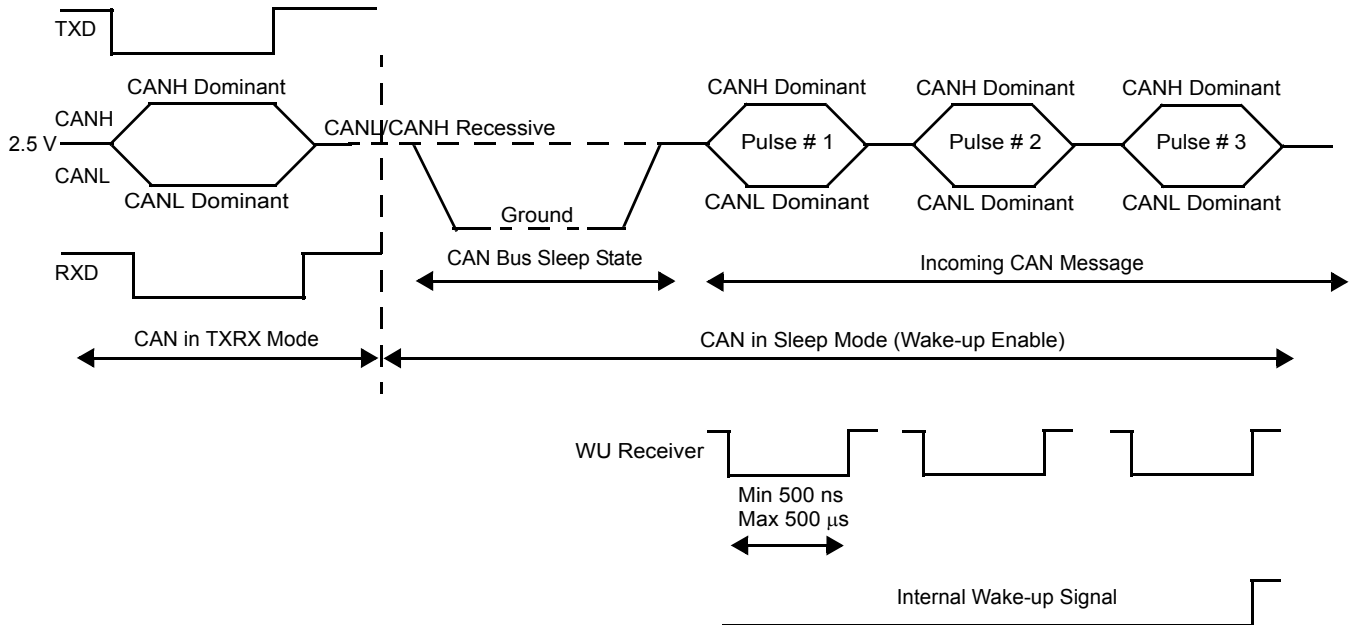 TXD
CANH Dominant
CANH Dominant
CANH Dominant
CANH Dominant
CANH
CANL/CANH Recessive
2.5 V
Pulse # 1
Pulse # 2
Pulse # 3
CANL
CANL Dominant
Ground
CANL Dominant
CANL Dominant
CANL Dominant
RXD
CAN Bus Sleep State
Incoming CAN Message
CAN in TXRX Mode
CAN in Sleep Mode (Wake-up Enable)
WU Receiver
Min 500 ns
Max 500 μs
Internal Wake-up Signal